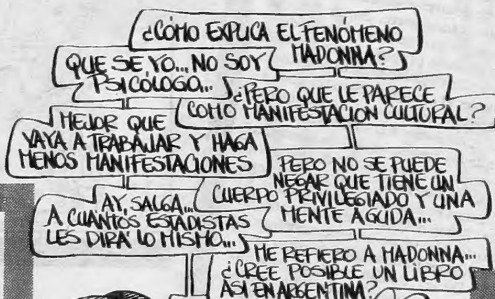 ¿CÓMO EXPLICA EL FENÓMENO
MADONNA?
QUE SE YO... NO SOY
PSICÓLOGO...
¿PERO QUE LE PARECE
COMO MANIFESTACION CULTURAL?
MEJOR QUE
VAYA A TRABAJAR Y HAGA
MENOS MANIFESTACIONES
PERO NO SE PUEDE
NEGAR QUE TIENE UN
CUERPO PRIVILEGIADO Y UNA
MENTE AGUDA...
AY, SALGA...
A CUANTOS ESTADISTAS
LES DIRÁ LO MISMO...
ME REFIERO A MADONNA...
¿CREE POSIBLE UN LIBRO
ASI EN ARGENTINA?